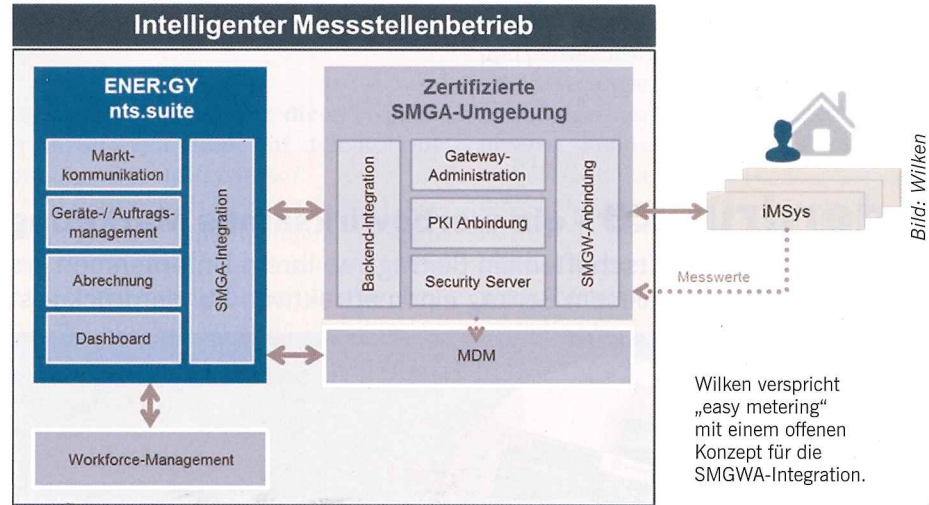 Intelligenter Messstellenbetrieb
ENER:GY
nts.suite
Markt-
kommunikation
Geräte-/ Auftrags-
management
Abrechnung
Dashboard
SMGA-Integration
Zertifizierte
SMGA-Umgebung
Backend-Integration
Gateway-
Administration
PKI Anbindung
Security Server
SMGW-Anbindung
MDM
Workforce-Management
iMSys
Messwerte
Bild: Wilken
Wilken verspricht
„easy metering“
mit einem offenen
Konzept für die
SMGWA-Integration.